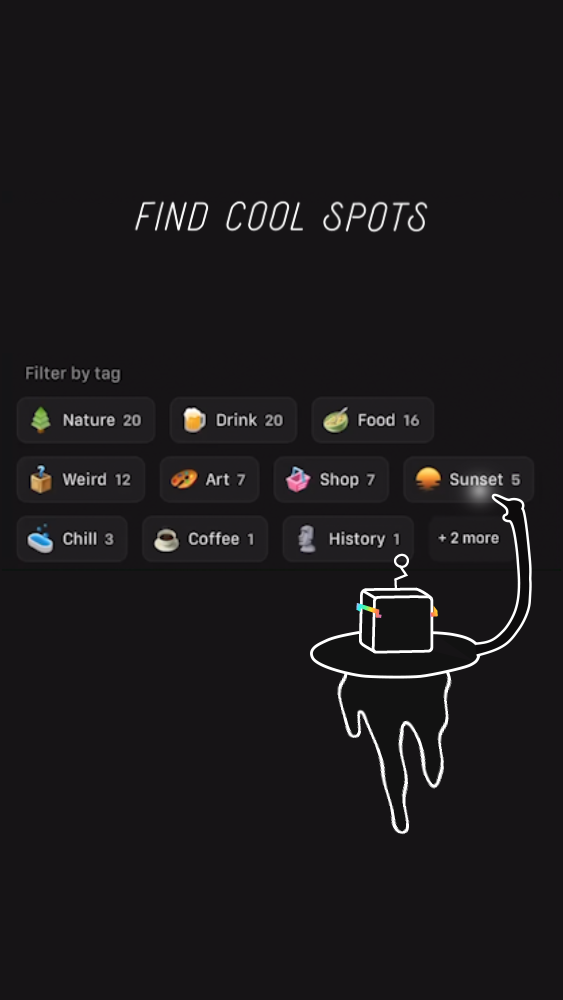 FIND COOL SPOTS
Filter by tag
Nature 20 Drink 20 Food 16
Weird 12 Art 7 Shop 7 Sunset 5
Chill 3 Coffee 1 History 1 + 2 more